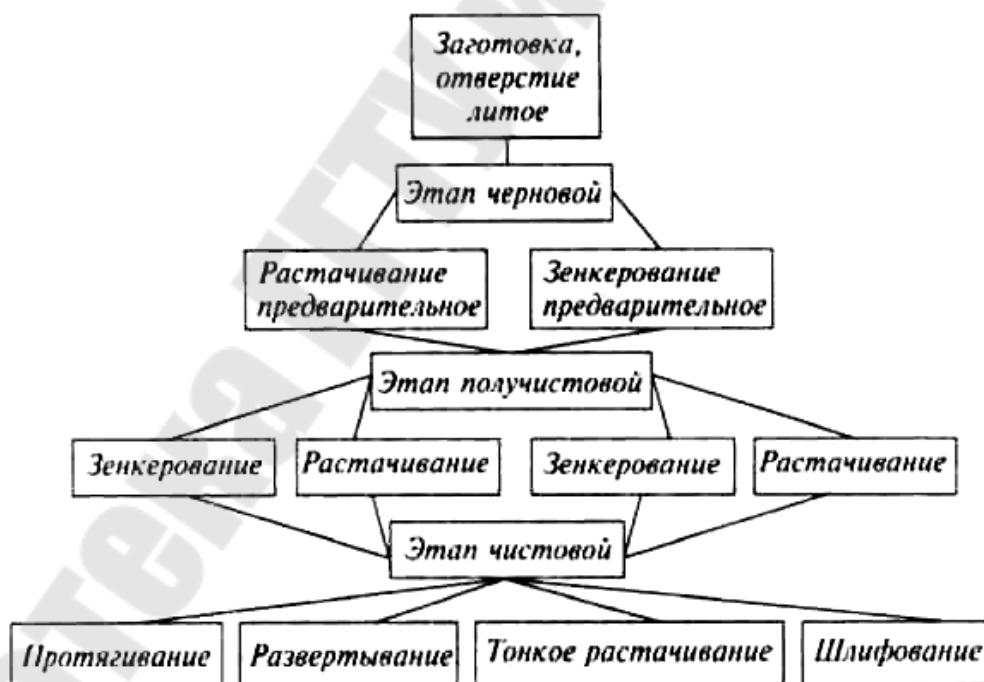 Заготовка,
отверстие
литое
Этап черновой
Растачивание
предварительное
Зенкерование
предварительное
Этап получистовой
Зенкерование
Растачивание
Зенкерование
Растачивание
Этап чистовой
Протягивание
Развертывание
Тонкое растачивание
Шлифование